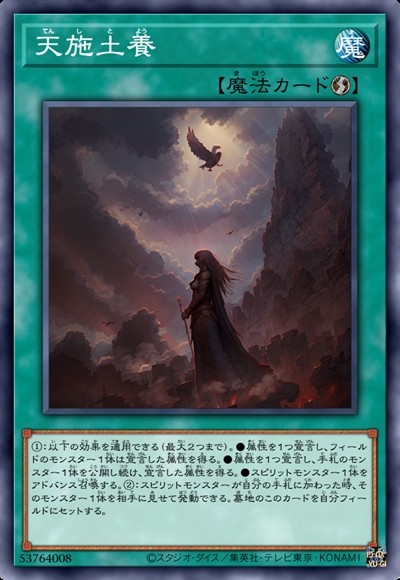 てんしとよう
天施土養
魔
まほう
【魔法カード】
①:以下の効果を適用できる(最大2つまで)。●属性を1つ宣言し、フィール
ドのモンスター1体は宣言した属性を得る。●属性を1つ宣言し、手札のモン
スター1体を公開し続け、宣言した属性を得る。●スピリットモンスター1体を
アドバンス召喚する。②:スピリットモンスターが自分の手札に加わった時、そ
のモンスター1体を相手に見せて発動できる。墓地のこのカードを自分フィー
ルドにセットする。
53764008
©スタジオ・ダイス/集英社・テレビ東京・KONAMI